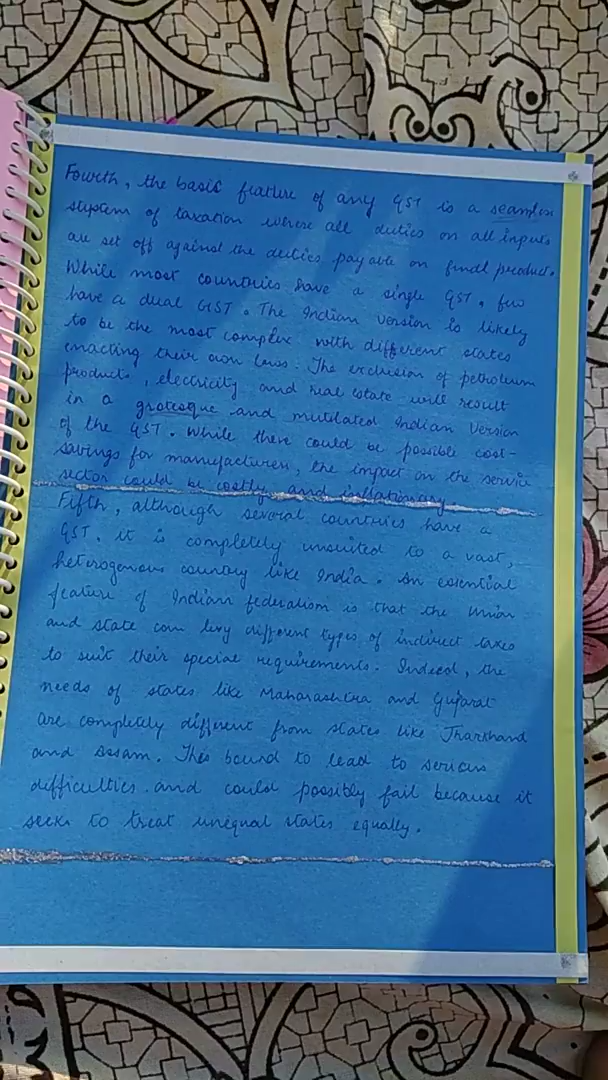 Fourth, the basic feature of any GST is a seamless
system of taxation where all duties on all inputs
are set off against the duties payable on final products.
While most countries have a single GST, few
have a dual GST. The Indian version is likely
to be the most complex with different states
enacting their own laws. The exclusion of petroleum
products, electricity and real estate will result
in a grotesque and mutilated Indian version
of the GST. While there could be possible cost-
savings for manufacturers, the impact on the service
sector could be costly and inflationary.
Fifth, although several countries have a
GST, it is completely unsuited to a vast,
heterogenous country like India. An essential
feature of Indian federalism is that the Union
and state can levy different types of indirect taxes
to suit their special requirements. Indeed, the
needs of states like Maharashtra and Gujarat
are completely different from states like Jharkhand
and Assam. This bound to lead to serious
difficulties and could possibly fail because it
seeks to treat unequal states equally.